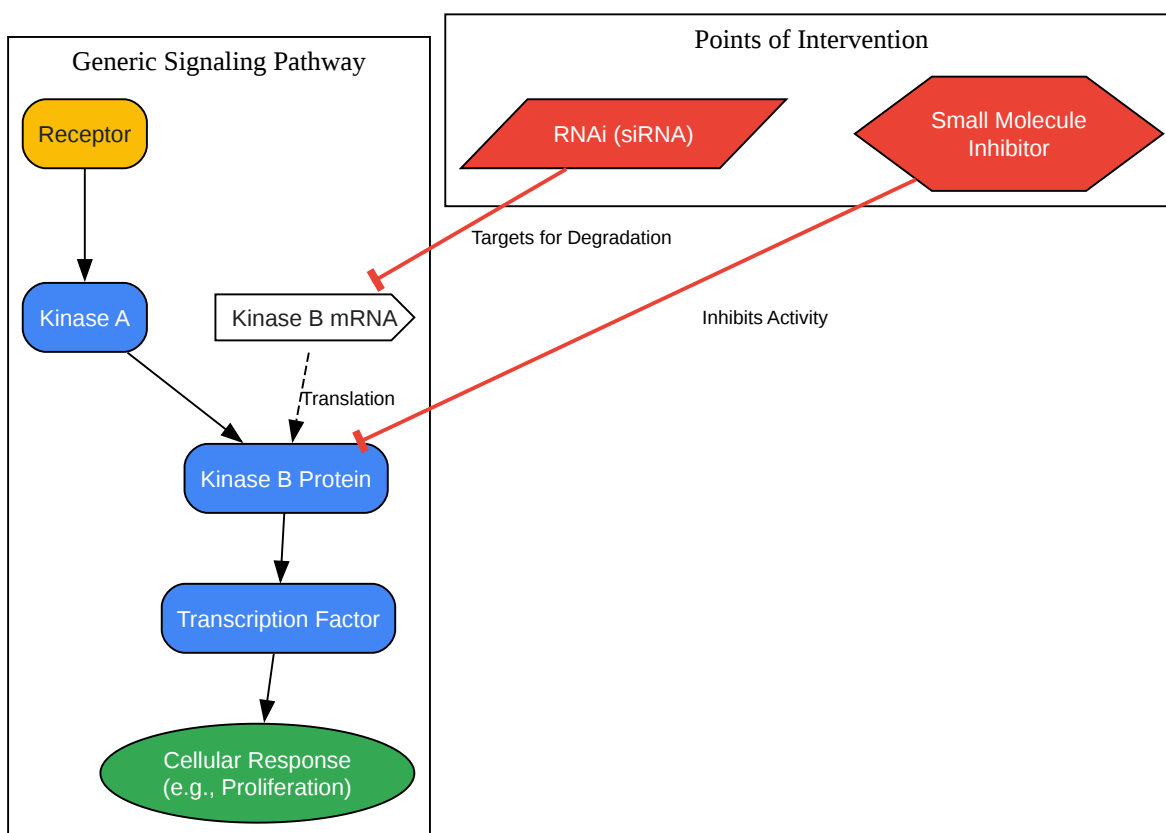 Points of Intervention
Generic Signaling Pathway
Receptor
RNAi (siRNA)
Small Molecule
Inhibitor
Targets for Degradation
Kinase A
Kinase B mRNA
Inhibits Activity
Translation
Kinase B Protein
Transcription Factor
Cellular Response
(e.g., Proliferation)